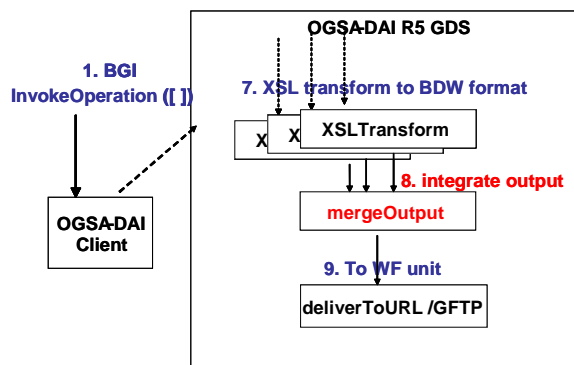 OGSA-DAI R5 GDS
1. BGI
InvokeOperation ([ ])
7. XSL transform to BDW format
X
X
XSLTransform
8. integrate output
mergeOutput
OGSA-DAI
Client
9. To WF unit
deliverToURL /GFTP